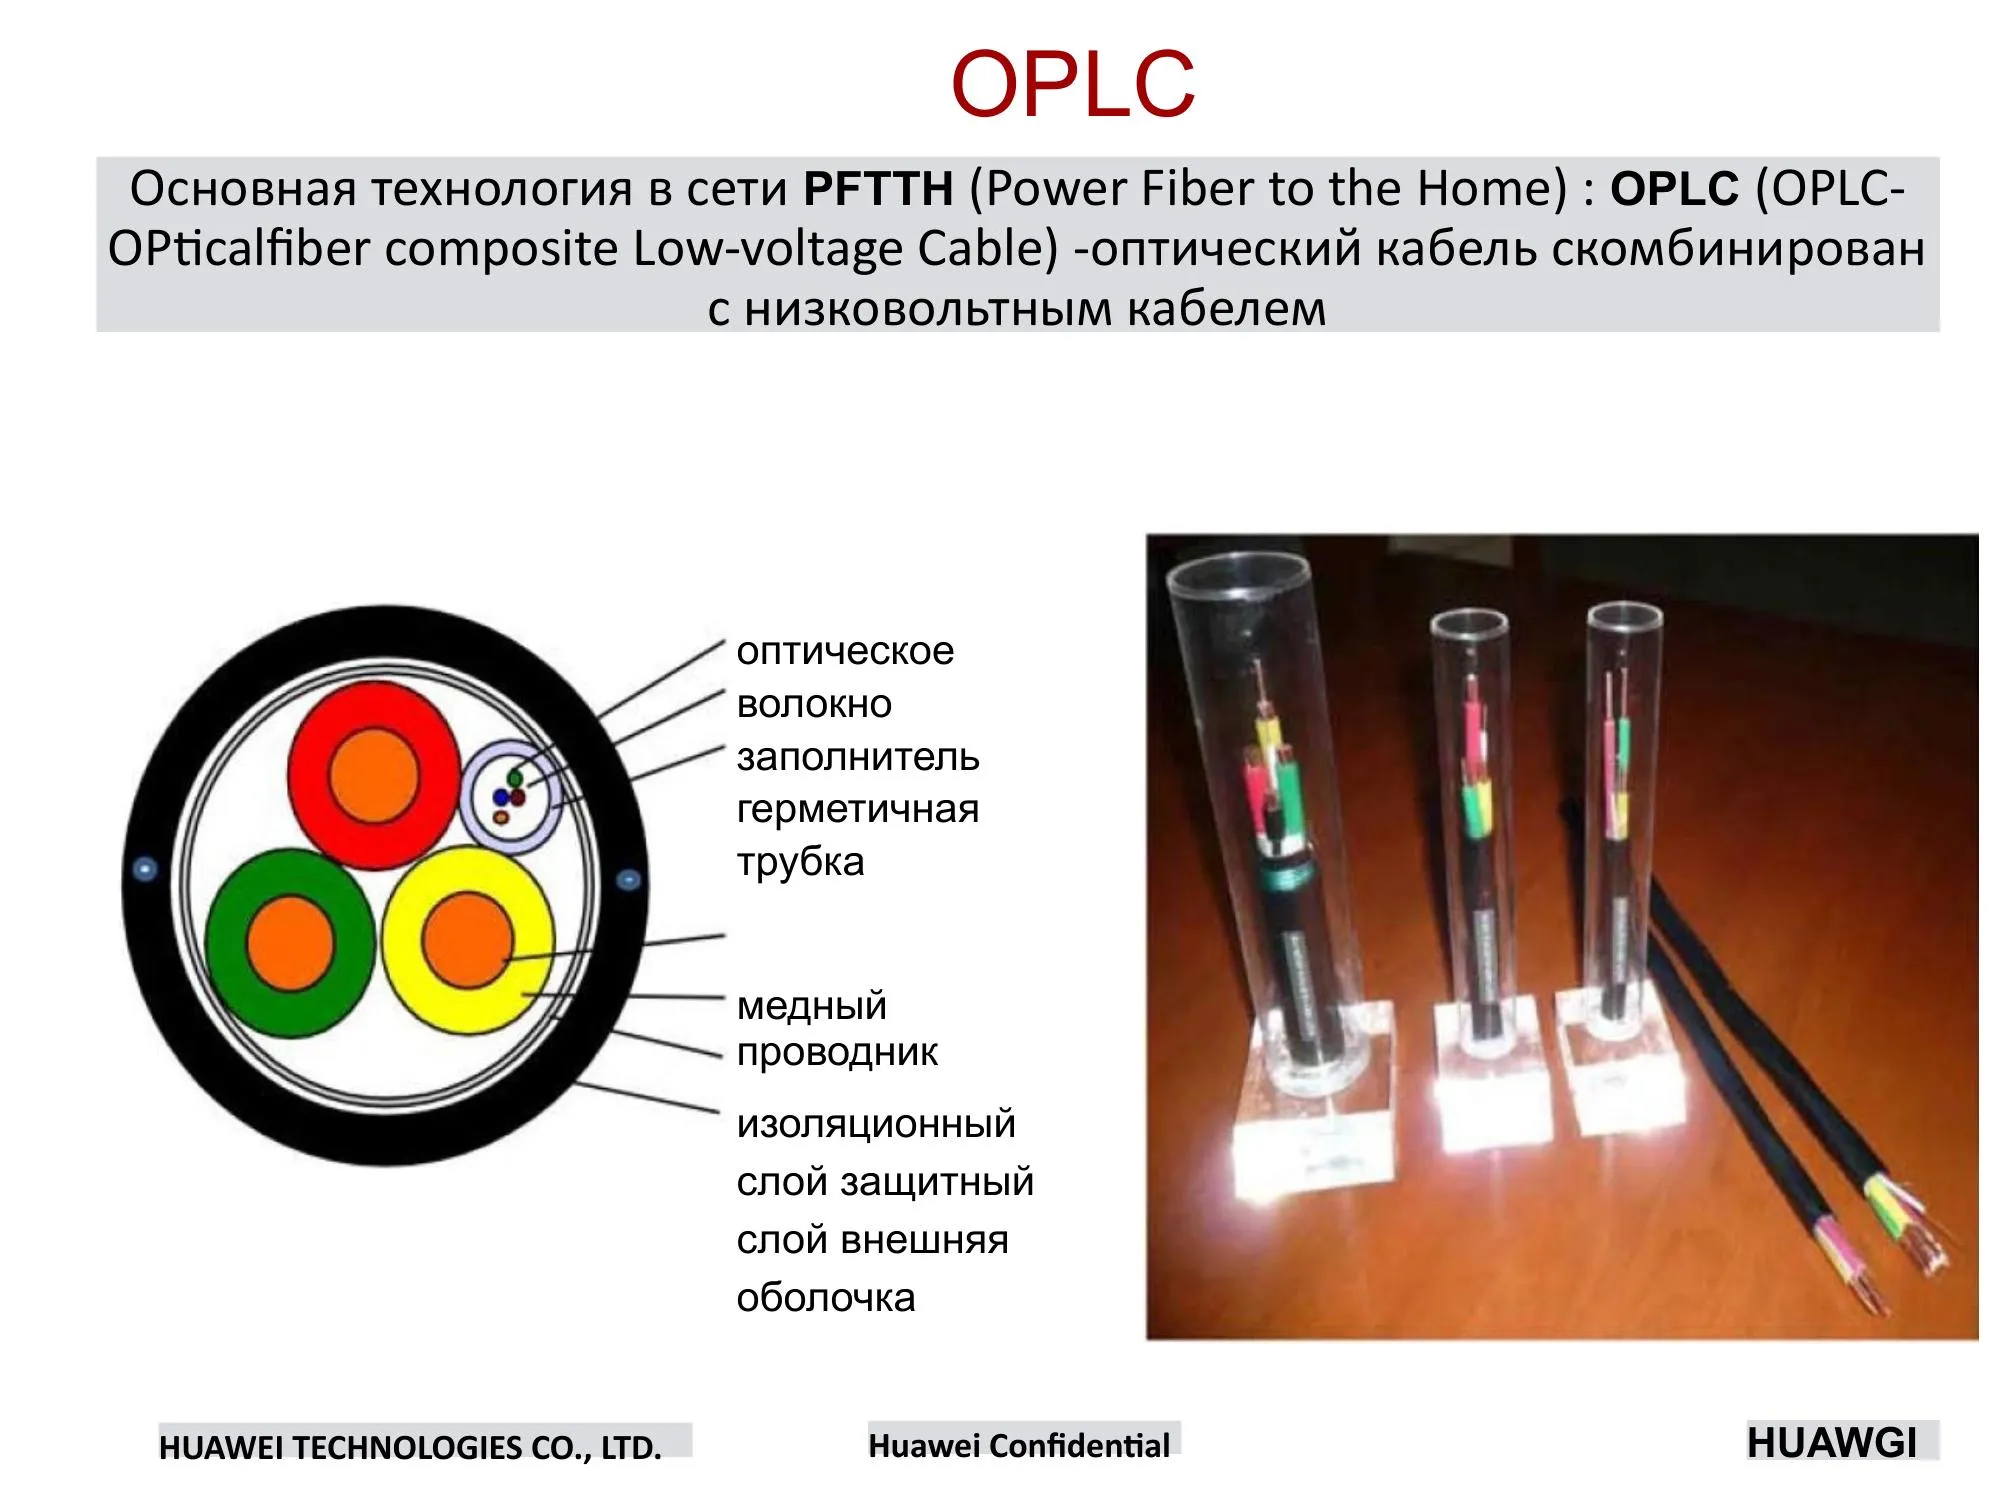 OPLC
Основная технология в сети PFTTH (Power Fiber to the Home) : OPLC (OPLC-
OPticalfiber composite Low-voltage Cable) -оптический кабель скомбинирован
с низковольтным кабелем
оптическое
волокно
заполнитель
герметичная
трубка
медный
проводник
изоляционный
слой защитный
слой внешняя
оболочка
HUAWEI TECHNOLOGIES CO., LTD.
Huawei Confidential
HUAWGI